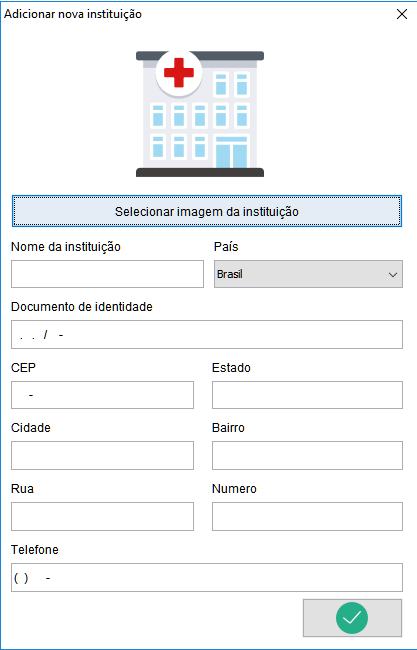 Adicionar nova instituição
Selecionar imagem da instituição
Nome da instituição País
Brasil
Documento de identidade
. . / -
CEP Estado
-
Cidade Bairro
Rua Numero
Telefone
( ) -